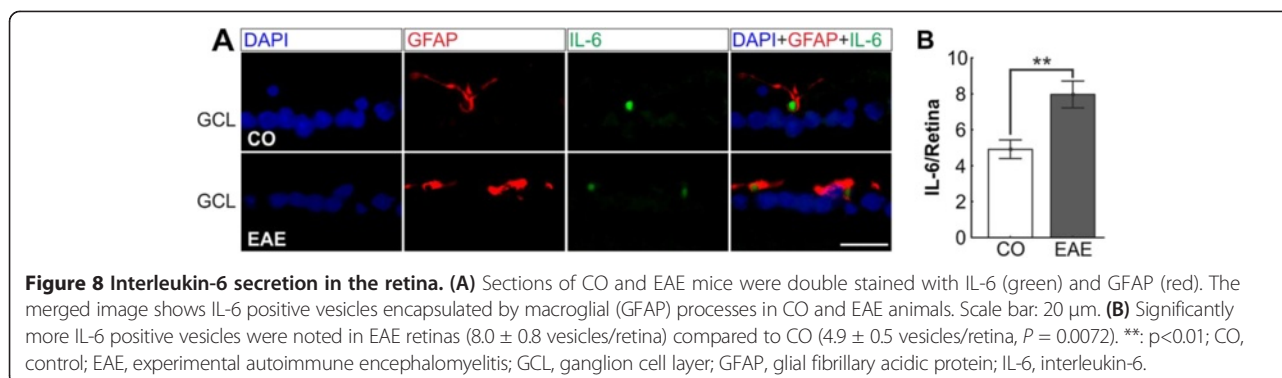 A DAPI GFAP IL-6 DAPI+GFAP+IL-6
GCL
CO
GCL
EAE
B
**
10
8
6
4
2
0
IL-6/Retina
CO EAE
Figure 8 Interleukin-6 secretion in the retina. (A) Sections of CO and EAE mice were double stained with IL-6 (green) and GFAP (red). The
merged image shows IL-6 positive vesicles encapsulated by macroglial (GFAP) processes in CO and EAE animals. Scale bar: 20 μm. (B) Significantly
more IL-6 positive vesicles were noted in EAE retinas (8.0 ± 0.8 vesicles/retina) compared to CO (4.9 ± 0.5 vesicles/retina, P = 0.0072). **: p<0.01; CO,
control; EAE, experimental autoimmune encephalomyelitis; GCL, ganglion cell layer; GFAP, glial fibrillary acidic protein; IL-6, interleukin-6.